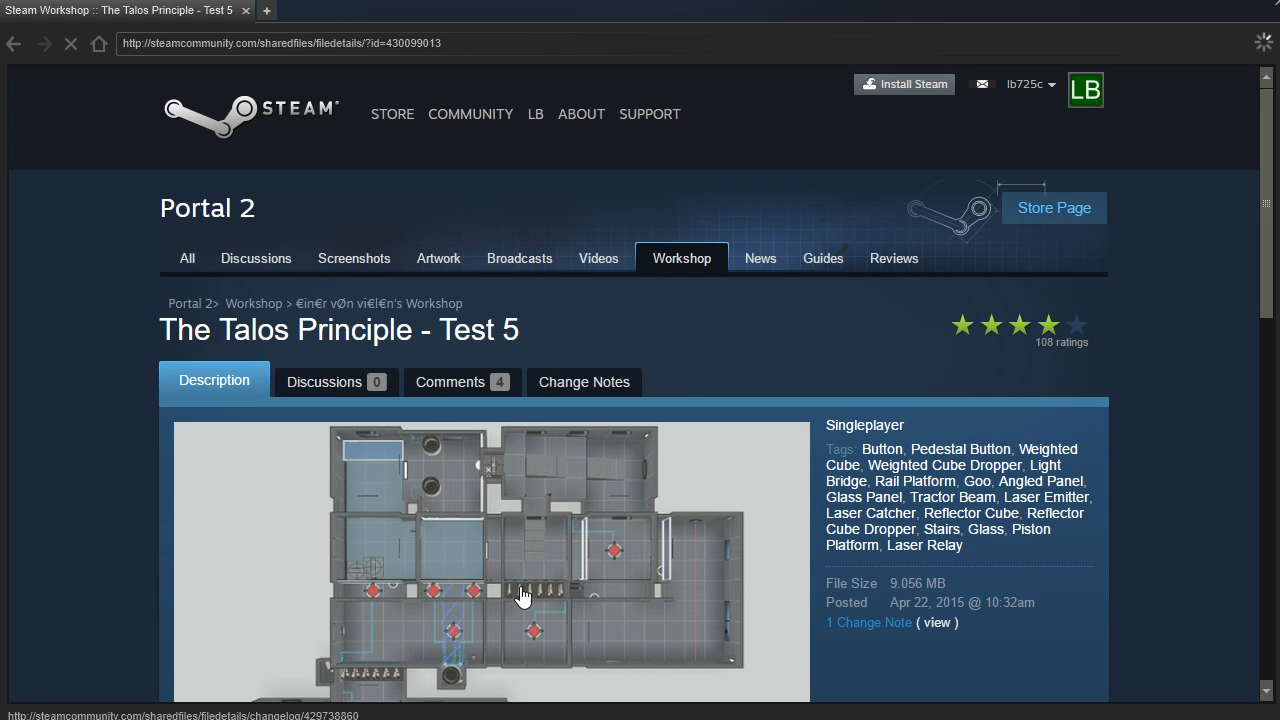 Steam Workshop :: The Talos Principle - Test 5
http://steamcommunity.com/sharedfiles/filedetails/?id=430099013
Install Steam
lb725c
LB
STEAM
STORE COMMUNITY LB ABOUT SUPPORT
Portal 2
Store Page
All Discussions Screenshots Artwork Broadcasts Videos Workshop News Guides Reviews
Portal 2> Workshop > €in€r vØn vi€l€n's Workshop
The Talos Principle - Test 5
108 ratings
Description Discussions 0 Comments 4 Change Notes
Singleplayer
Tags: Button, Pedestal Button, Weighted
Cube, Weighted Cube Dropper, Light
Bridge, Rail Platform, Goo, Angled Panel,
Glass Panel, Tractor Beam, Laser Emitter,
Laser Catcher, Reflector Cube, Reflector
Cube Dropper, Stairs, Glass, Piston
Platform, Laser Relay
File Size 9.056 MB
Posted Apr 22, 2015 @ 10:32am
1 Change Note ( view )
http://steamcommunity.com/sharedfiles/filedetails/changelog/429738860